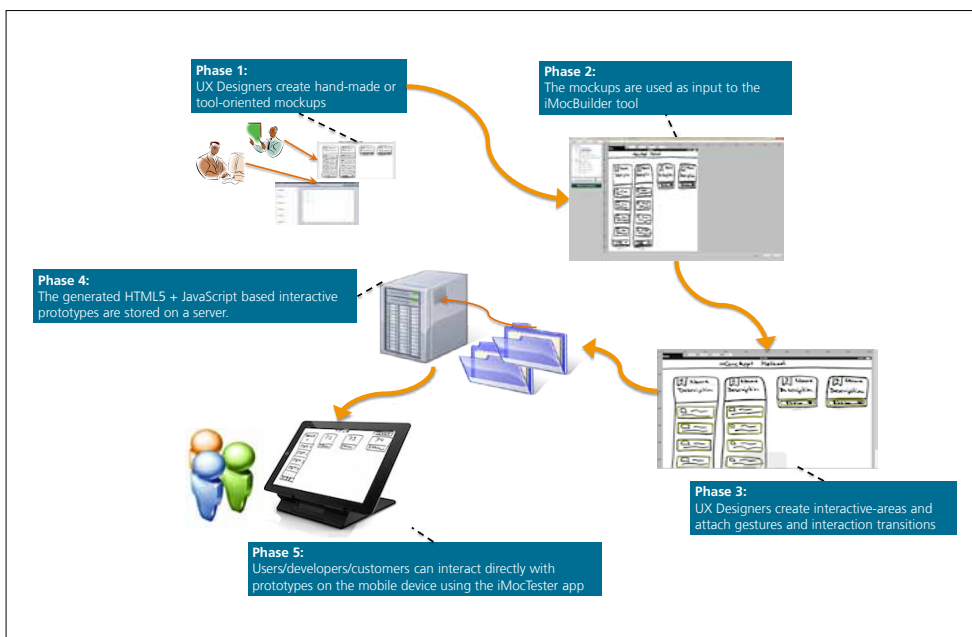 Phase 1:
UX Designers create hand-made or
tool-oriented mockups
Phase 2:
The mockups are used as input to the
iMocBuilder tool
Phase 4:
The generated HTML5 + JavaScript based interactive
prototypes are stored on a server.
Phase 3:
UX Designers create interactive-areas and
attach gestures and interaction transitions
Phase 5:
Users/developers/customers can interact directly with
prototypes on the mobile device using the iMocTester app